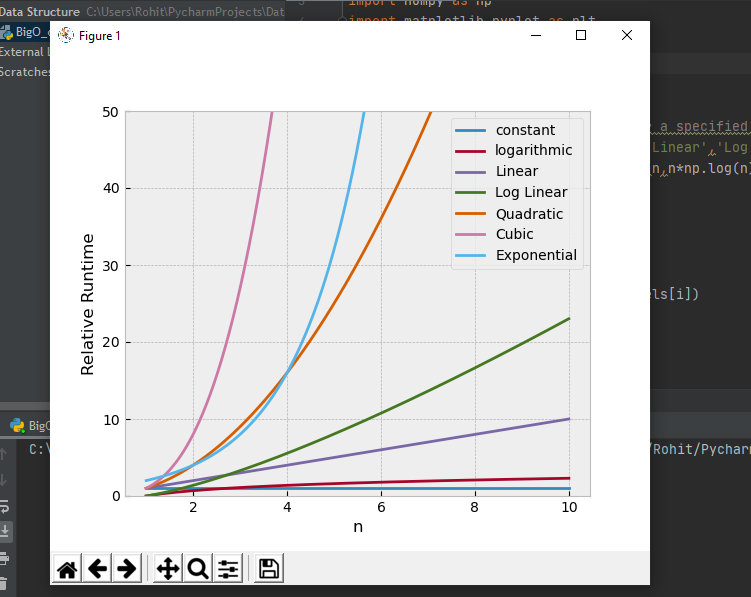 Data Structure C:\Users\Rohit\PycharmProjects\Dat
import numpy as np
BigO_
import matplotlib.pyplot as plt
Figure 1
External L
Scratches
a specified
Linear','Log
n,n*np.log(n)
els[i])
50
40
30
20
10
0
Relative Runtime
constant
logarithmic
Linear
Log Linear
Quadratic
Cubic
Exponential
2
4
6
8
10
n
BigO
C:\
/Rohit/Pycharm